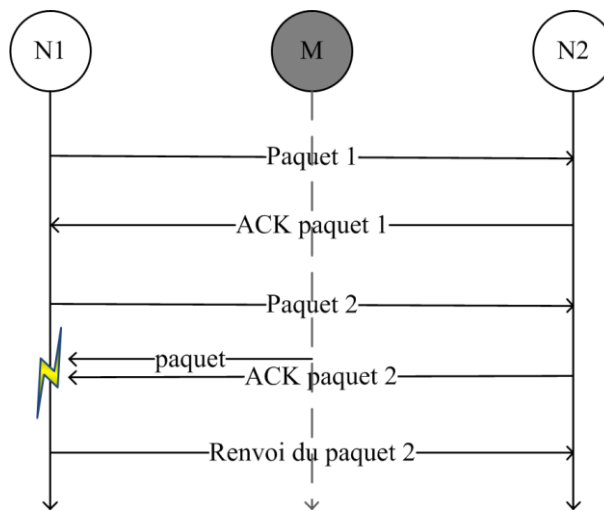 N1
M
N2
Paquet 1
ACK paquet 1
Paquet 2
paquet
ACK paquet 2
Renvoi du paquet 2